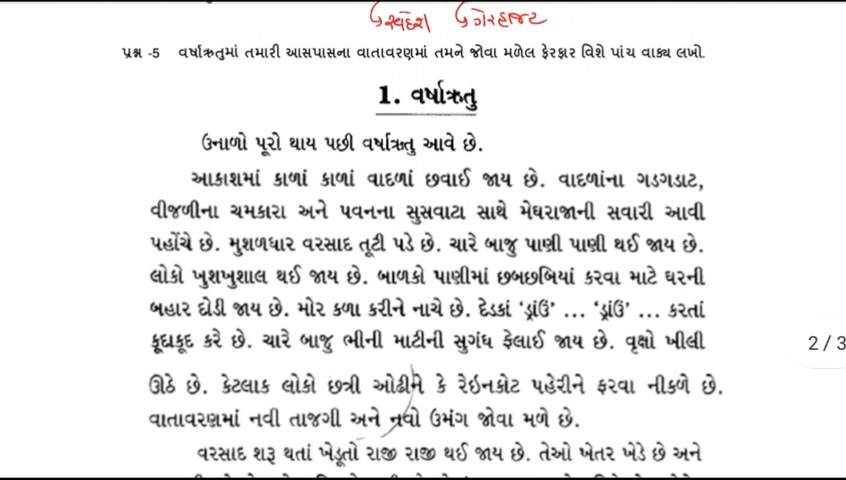 સ્વદેશ ગેરહાજર
પ્રશ્ન -5 વર્ષાઋતુમાં તમારી આસપાસના વાતાવરણમાં તમને જોવા મળેલ ફેરફાર વિશે પાંચ વાક્ય લખો.
1. વર્ષાઋતુ
ઉનાળો પૂરો થાય પછી વર્ષાઋતુ આવે છે.
આકાશમાં કાળાં કાળાં વાદળાં છવાઈ જાય છે. વાદળાંના ગડગડાટ,
વીજળીના ચમકારા અને પવનના સુસવાટા સાથે મેઘરાજાની સવારી આવી
પહોંચે છે. મુશળધાર વરસાદ તૂટી પડે છે. ચારે બાજુ પાણી પાણી થઈ જાય છે.
લોકો ખુશખુશાલ થઈ જાય છે. બાળકો પાણીમાં છબછબિયાં કરવા માટે ઘરની
બહાર દોડી જાય છે. મોર કળા કરીને નાચે છે. દેડકાં ‘ડ્રાંઉ’ ... ‘ડ્રાંઉ’ ... કરતાં
કૂદાકૂદ કરે છે. ચારે બાજુ ભીની માટીની સુગંધ ફેલાઈ જાય છે. વૃક્ષો ખીલી
2/3
ઊઠે છે. કેટલાક લોકો છત્રી ઓઢીને કે રેઇનકોટ પહેરીને ફરવા નીકળે છે.
વાતાવરણમાં નવી તાજગી અને નવો ઉમંગ જોવા મળે છે.
વરસાદ શરૂ થતાં ખેડૂતો રાજી રાજી થઈ જાય છે. તેઓ ખેતર ખેડે છે અને